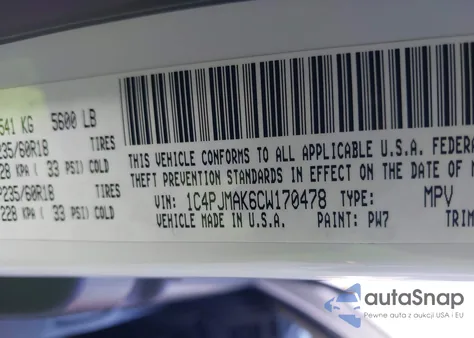 541 KG 5600 LB
235/60R18 TIRES
228 KPA ( 33 PSI) COLD
P235/60R18 TIRES
228 KPA ( 33 PSI) COLD
THIS VEHICLE CONFORMS TO ALL APPLICABLE U.S.A. FEDERA
THEFT PREVENTION STANDARDS IN EFFECT ON THE DATE OF M
VIN: 1C4PJMAK6CW170478 TYPE: MPV
VEHICLE MADE IN U.S.A. PAINT: PW7 TRIM
autaSnap
Pewne auta z aukcji USA i EU